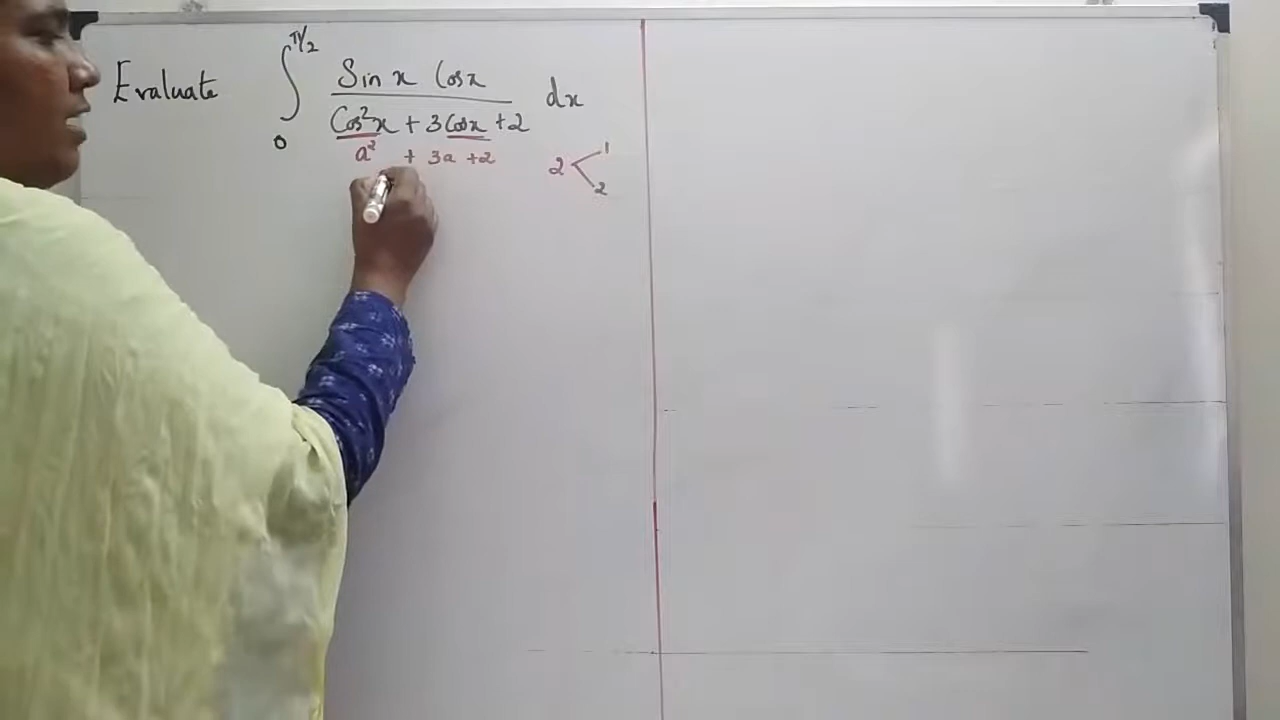 Evaluate ∫₀^π/2 Sin x Cos x / Cos²x + 3 Cos x + 2 dx
a² + 3a + 2
2 < 1 2